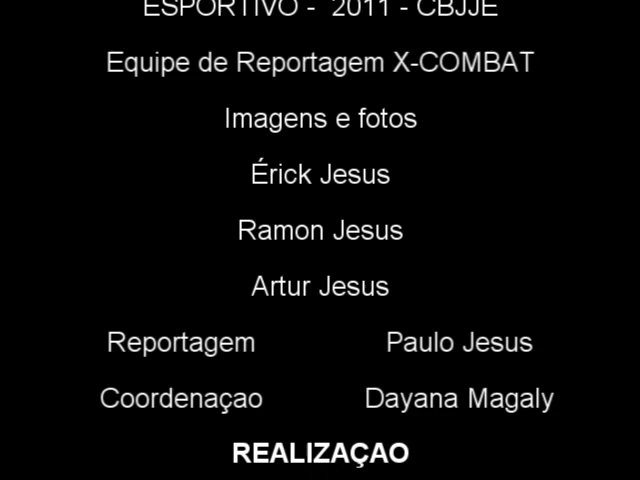 ESPORTIVO - 2011 - CBJJE
Equipe de Reportagem X-COMBAT
Imagens e fotos
Érick Jesus
Ramon Jesus
Artur Jesus
Reportagem Paulo Jesus
Coordenaçao Dayana Magaly
REALIZAÇAO